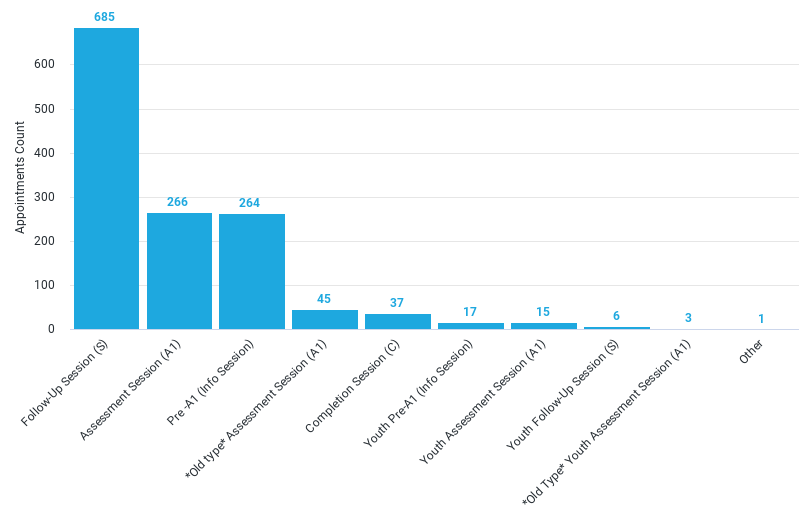 685
600
500
400
300
200
100
0
Appointments Count
266
264
45
37
17
15
6
3
1
Follow-Up Session (S)
Assessment Session (A1)
Pre -A1 (Info Session)
*Old type* Assessment Session (A1)
Completion Session (C)
Youth Pre-A1 (Info Session)
Youth Assessment Session (A1)
Youth Follow-Up Session (S)
*Old Type* Youth Assessment Session (A1)
Other